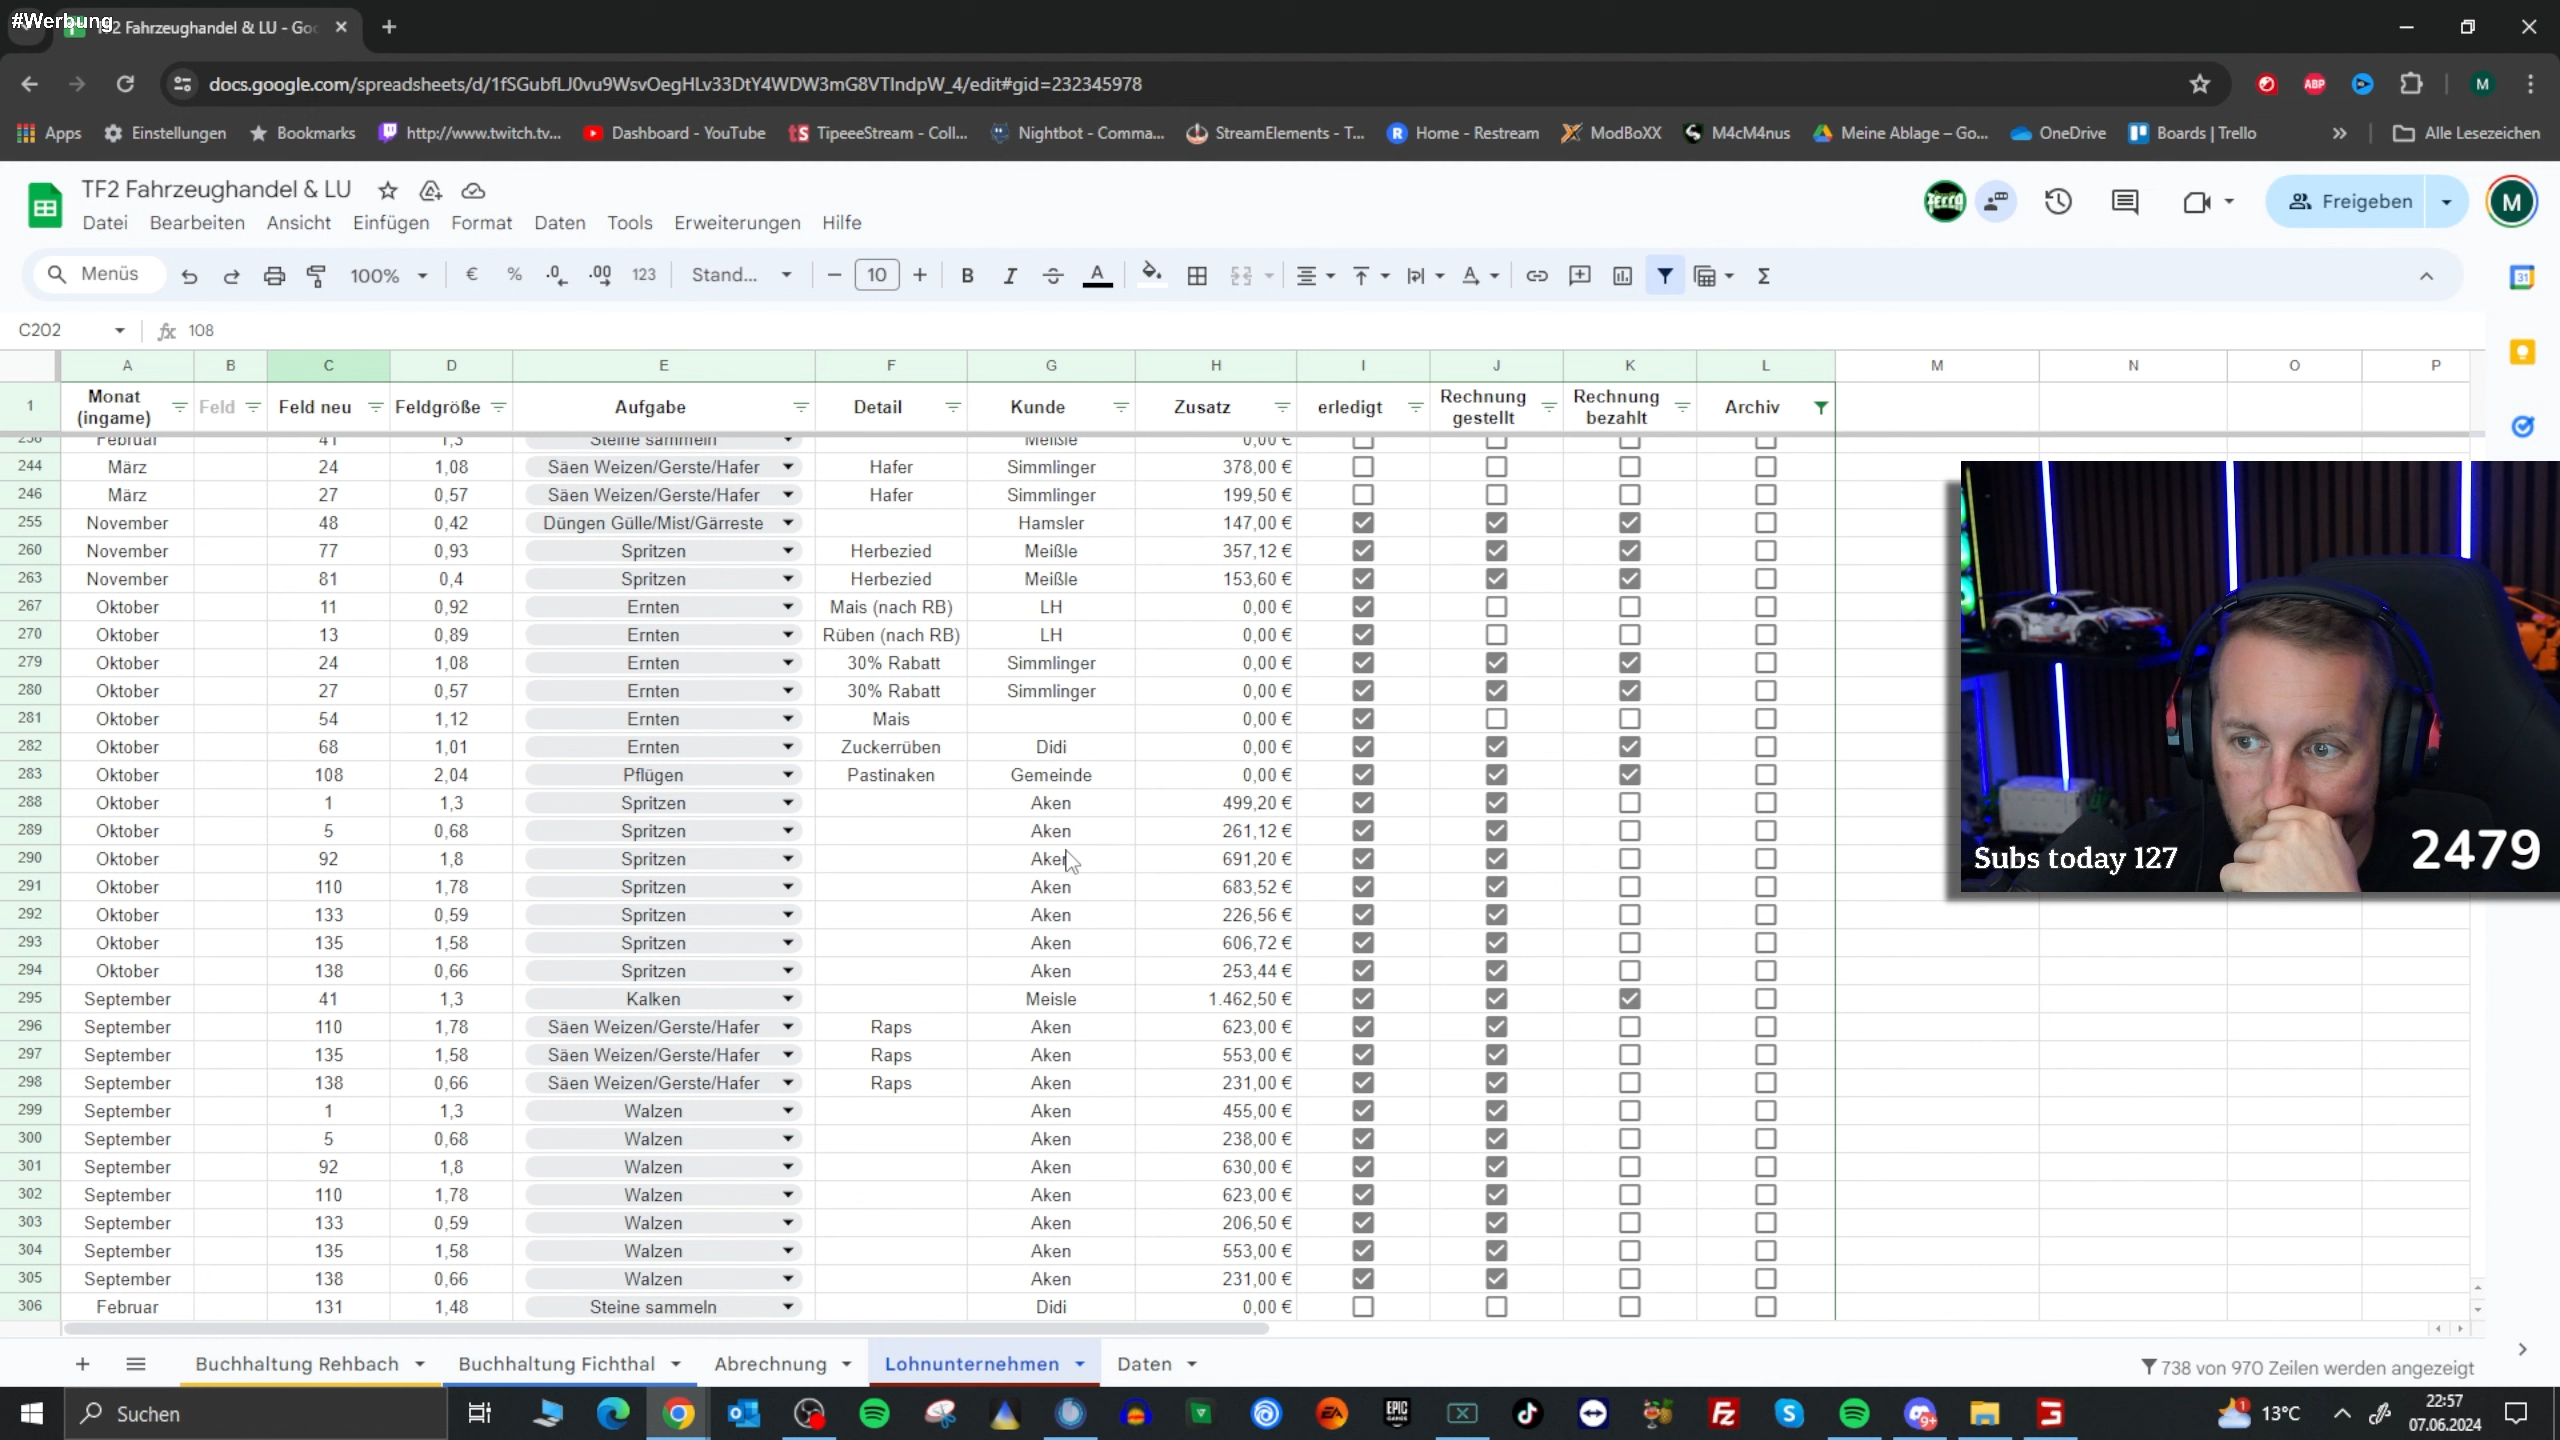 #Werbung
TF2 Fahrzeughandel & LU - Goo
docs.google.com/spreadsheets/d/1fSGubfLJ0vu9WsvOegHLv33DtY4WDW3mG8VTIndpW_4/edit#gid=232345978
Apps Einstellungen Bookmarks http://www.twitch.tv... Dashboard - YouTube TipeeeStream - Coll... Nightbot - Comma... StreamElements - T... Home - Restream ModBoXX M4cM4nus Meine Ablage – Go... OneDrive Boards | Trello » Alle Lesezeichen
TF2 Fahrzeughandel & LU
Datei Bearbeiten Ansicht Einfügen Format Daten Tools Erweiterungen Hilfe
Freigeben M
Menüs 100% € % .0 .00 123 Stand... 10 B I A Σ
C202 fx 108
A B C D E F G H I J K L M N O P
1 Monat (ingame) Feld Feld neu Feldgröße Aufgabe Detail Kunde Zusatz erledigt Rechnung gestellt Rechnung bezahlt Archiv
Februar 41 1,3 Steine sammeln Meißle 0,00 €
244 März 24 1,08 Säen Weizen/Gerste/Hafer Hafer Simmlinger 378,00 €
246 März 27 0,57 Säen Weizen/Gerste/Hafer Hafer Simmlinger 199,50 €
255 November 48 0,42 Düngen Gülle/Mist/Gärreste Hamsler 147,00 €
260 November 77 0,93 Spritzen Herbezied Meißle 357,12 €
263 November 81 0,4 Spritzen Herbezied Meißle 153,60 €
267 Oktober 11 0,92 Ernten Mais (nach RB) LH 0,00 €
270 Oktober 13 0,89 Ernten Rüben (nach RB) LH 0,00 €
279 Oktober 24 1,08 Ernten 30% Rabatt Simmlinger 0,00 €
280 Oktober 27 0,57 Ernten 30% Rabatt Simmlinger 0,00 €
281 Oktober 54 1,12 Ernten Mais 0,00 €
282 Oktober 68 1,01 Ernten Zuckerrüben Didi 0,00 €
283 Oktober 108 2,04 Pflügen Pastinaken Gemeinde 0,00 €
288 Oktober 1 1,3 Spritzen Aken 499,20 €
289 Oktober 5 0,68 Spritzen Aken 261,12 €
290 Oktober 92 1,8 Spritzen Aken 691,20 €
291 Oktober 110 1,78 Spritzen Aken 683,52 €
292 Oktober 133 0,59 Spritzen Aken 226,56 €
293 Oktober 135 1,58 Spritzen Aken 606,72 €
294 Oktober 138 0,66 Spritzen Aken 253,44 €
295 September 41 1,3 Kalken Meisle 1.462,50 €
296 September 110 1,78 Säen Weizen/Gerste/Hafer Raps Aken 623,00 €
297 September 135 1,58 Säen Weizen/Gerste/Hafer Raps Aken 553,00 €
298 September 138 0,66 Säen Weizen/Gerste/Hafer Raps Aken 231,00 €
299 September 1 1,3 Walzen Aken 455,00 €
300 September 5 0,68 Walzen Aken 238,00 €
301 September 92 1,8 Walzen Aken 630,00 €
302 September 110 1,78 Walzen Aken 623,00 €
303 September 133 0,59 Walzen Aken 206,50 €
304 September 135 1,58 Walzen Aken 553,00 €
305 September 138 0,66 Walzen Aken 231,00 €
306 Februar 131 1,48 Steine sammeln Didi 0,00 €
Subs today 127 2479
Buchhaltung Rehbach Buchhaltung Fichthal Abrechnung Lohnunternehmen Daten 738 von 970 Zeilen werden angezeigt
Suchen 13°C 22:57
07.06.2024